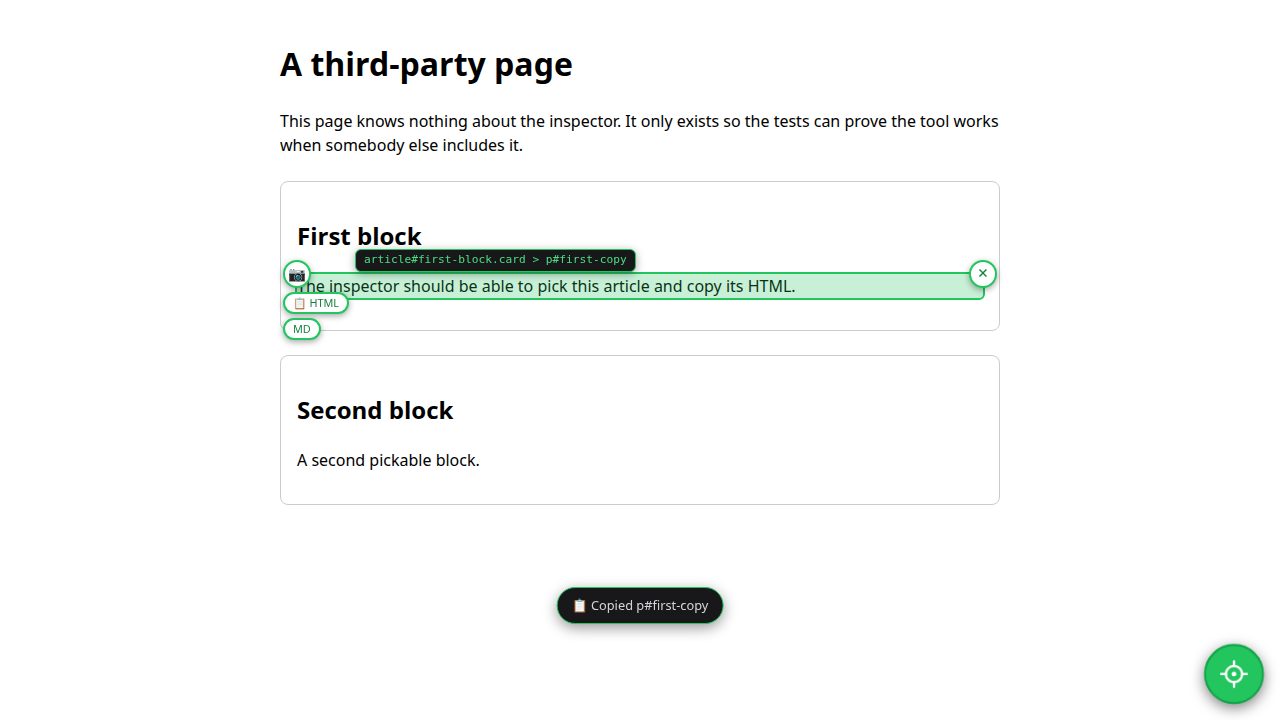 A third-party page
This page knows nothing about the inspector. It only exists so the tests can prove the tool works
when somebody else includes it.
First block
article#first-block.card > p#first-copy
The inspector should be able to pick this article and copy its HTML.
HTML
MD
Second block
A second pickable block.
Copied p#first-copy